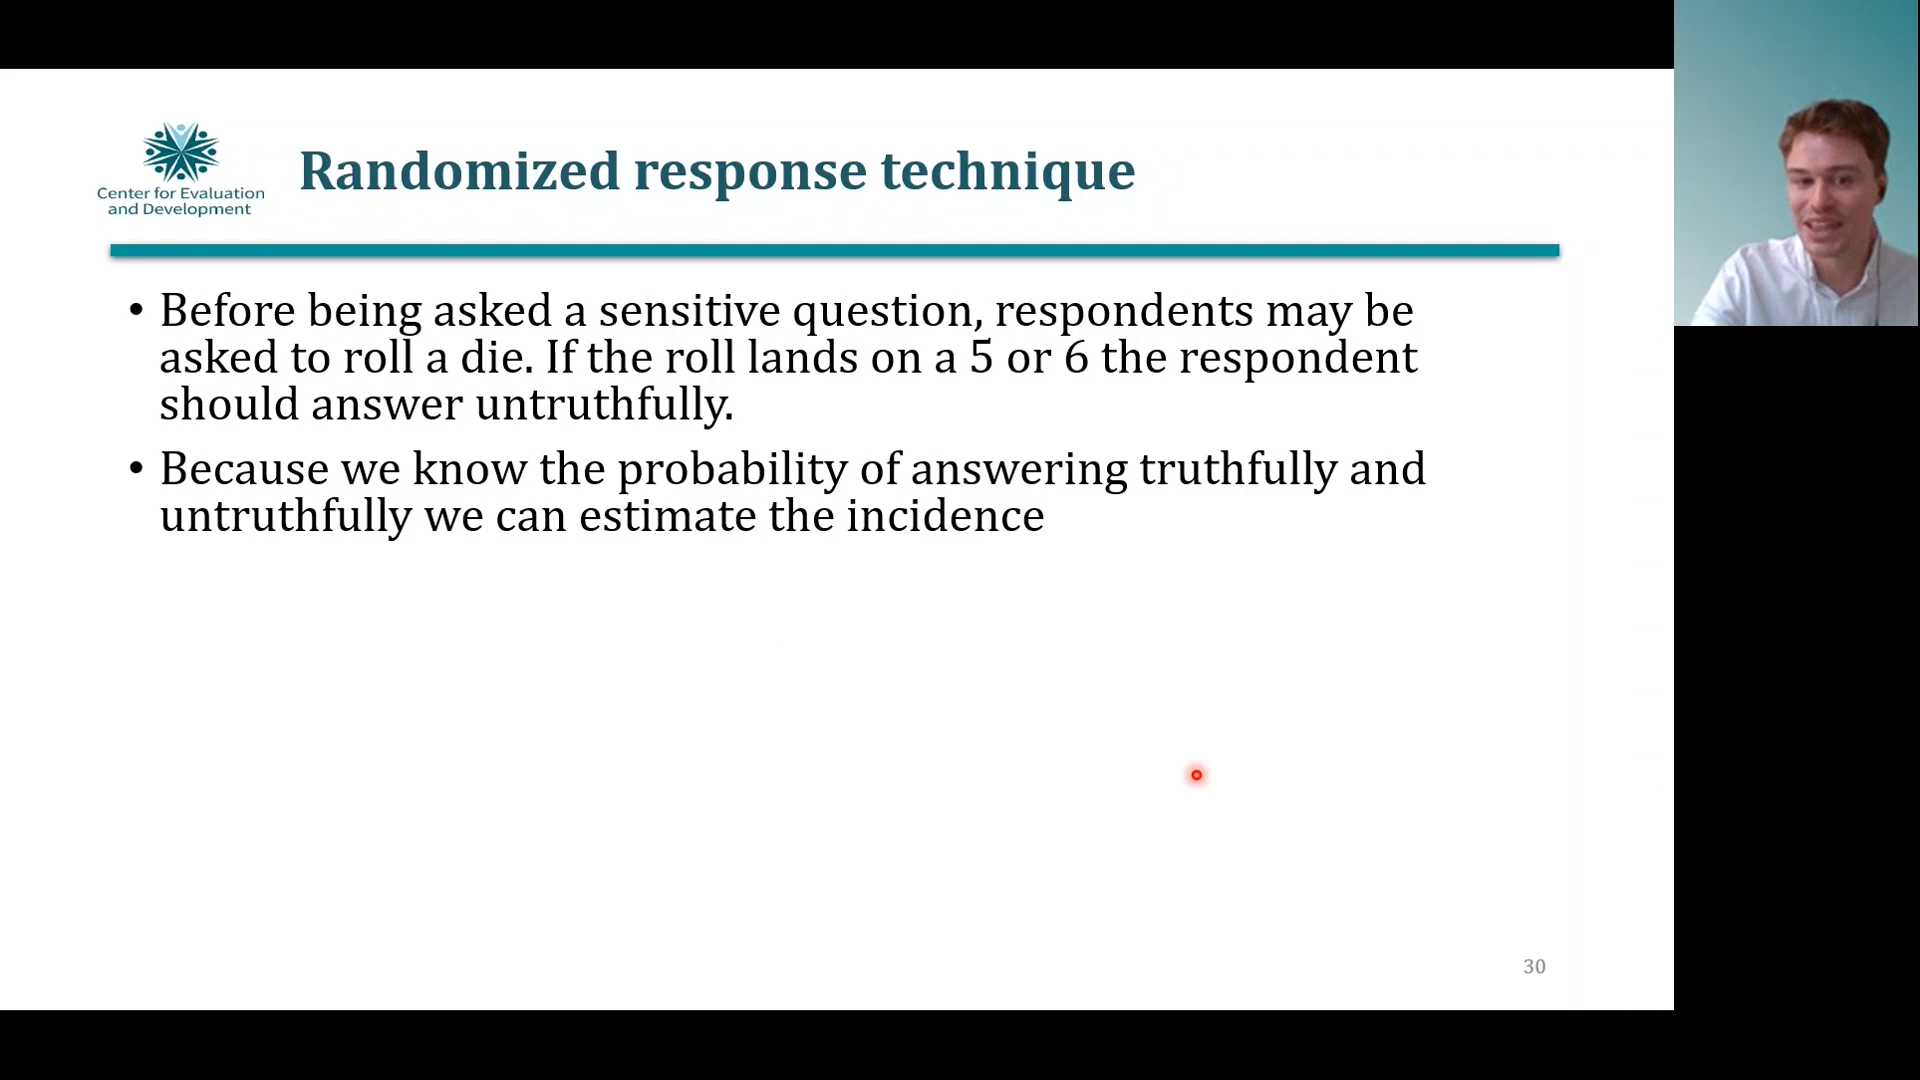 Center for Evaluation
and Development
Randomized response technique
• Before being asked a sensitive question, respondents may be
asked to roll a die. If the roll lands on a 5 or 6 the respondent
should answer untruthfully.
• Because we know the probability of answering truthfully and
untruthfully we can estimate the incidence
30